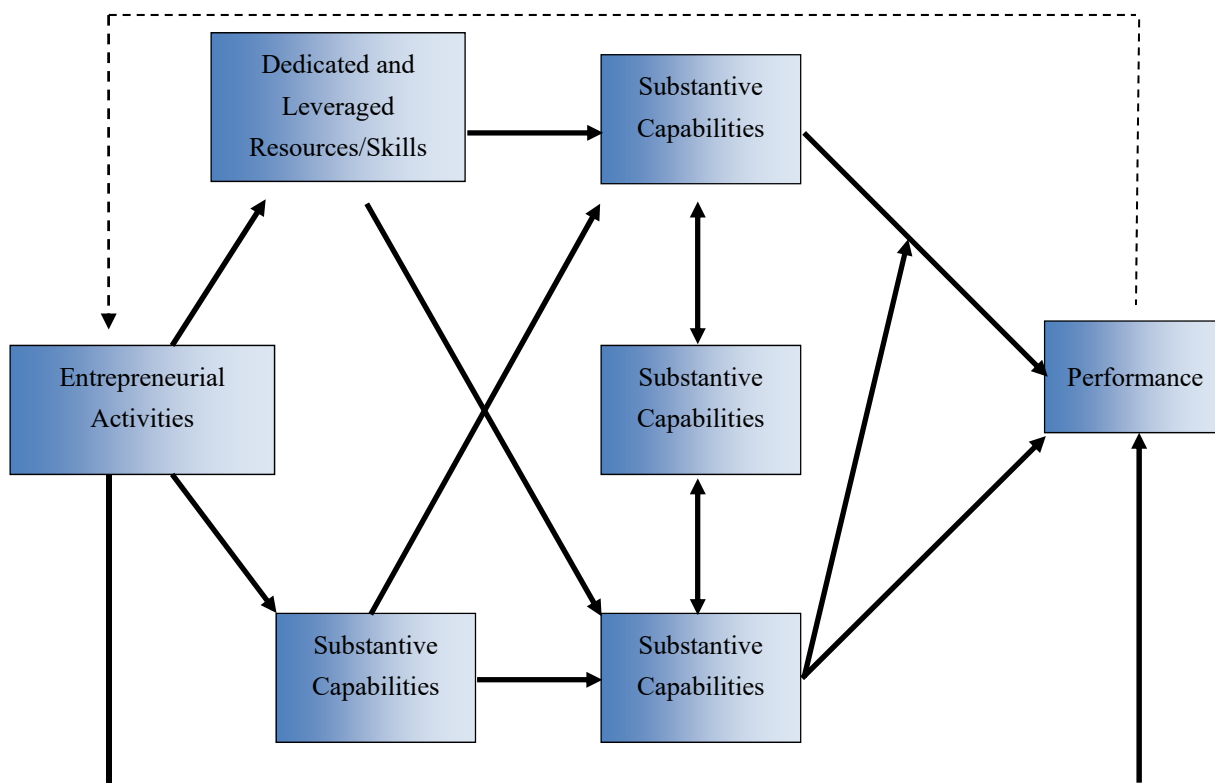 Dedicated and
Leveraged
Resources/Skills
Substantive
Capabilities
Entrepreneurial
Activities
Substantive
Capabilities
Performance
Substantive
Capabilities
Substantive
Capabilities